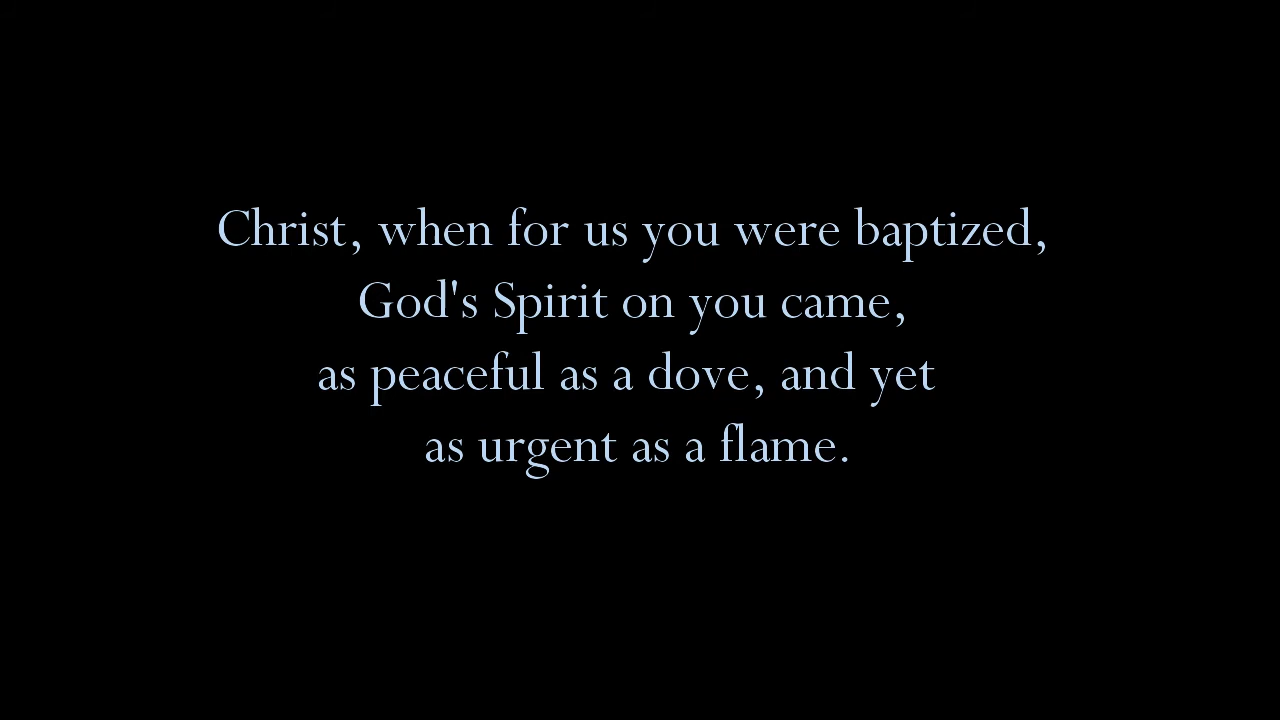 Christ, when for us you were baptized,
God's Spirit on you came,
as peaceful as a dove, and yet
as urgent as a flame.